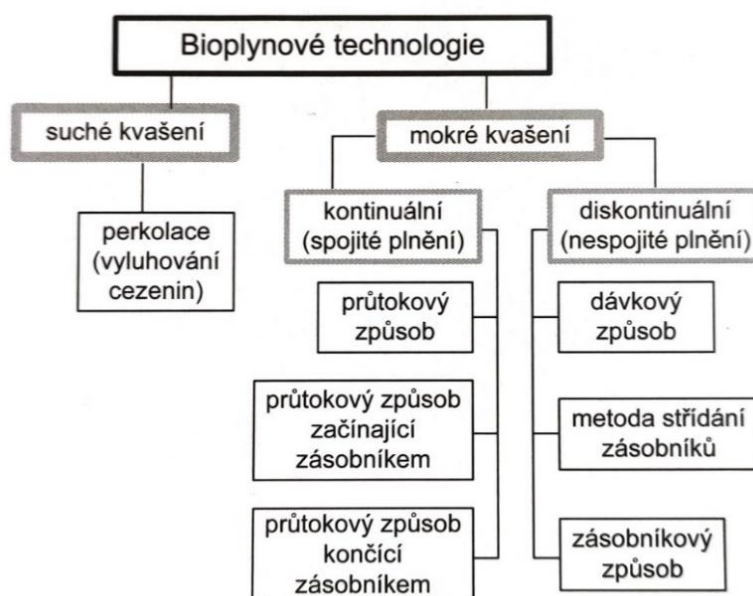 Bioplynové technologie
suché kvašení
mokré kvašení
perkolace
(vyluhování
cezenin)
kontinuální
(spojité plnění)
diskontinuální
(nespojité plnění)
průtokový
způsob
dávkový
způsob
průtokový způsob
začínající
zásobníkem
metoda střídání
zásobníků
průtokový způsob
končící
zásobníkem
zásobníkový
způsob